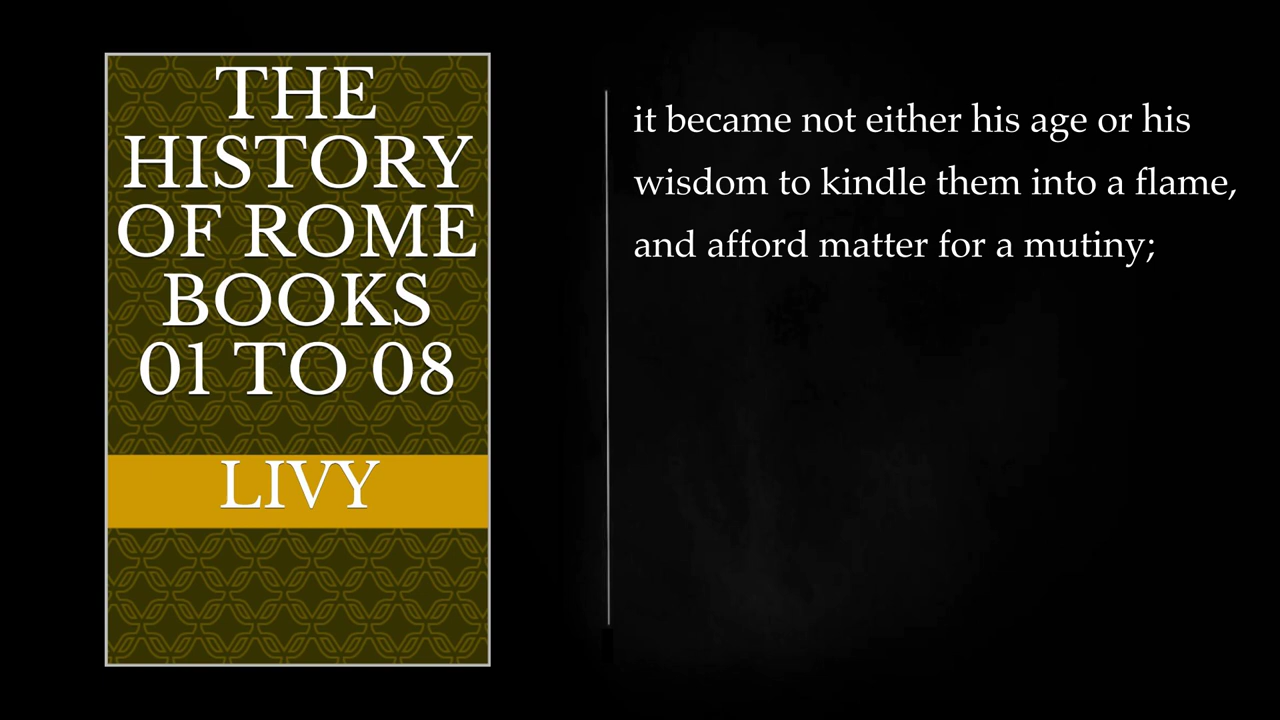 THE
HISTORY
OF ROME
BOOKS
01 TO 08
LIVY
it became not either his age or his
wisdom to kindle them into a flame,
and afford matter for a mutiny;